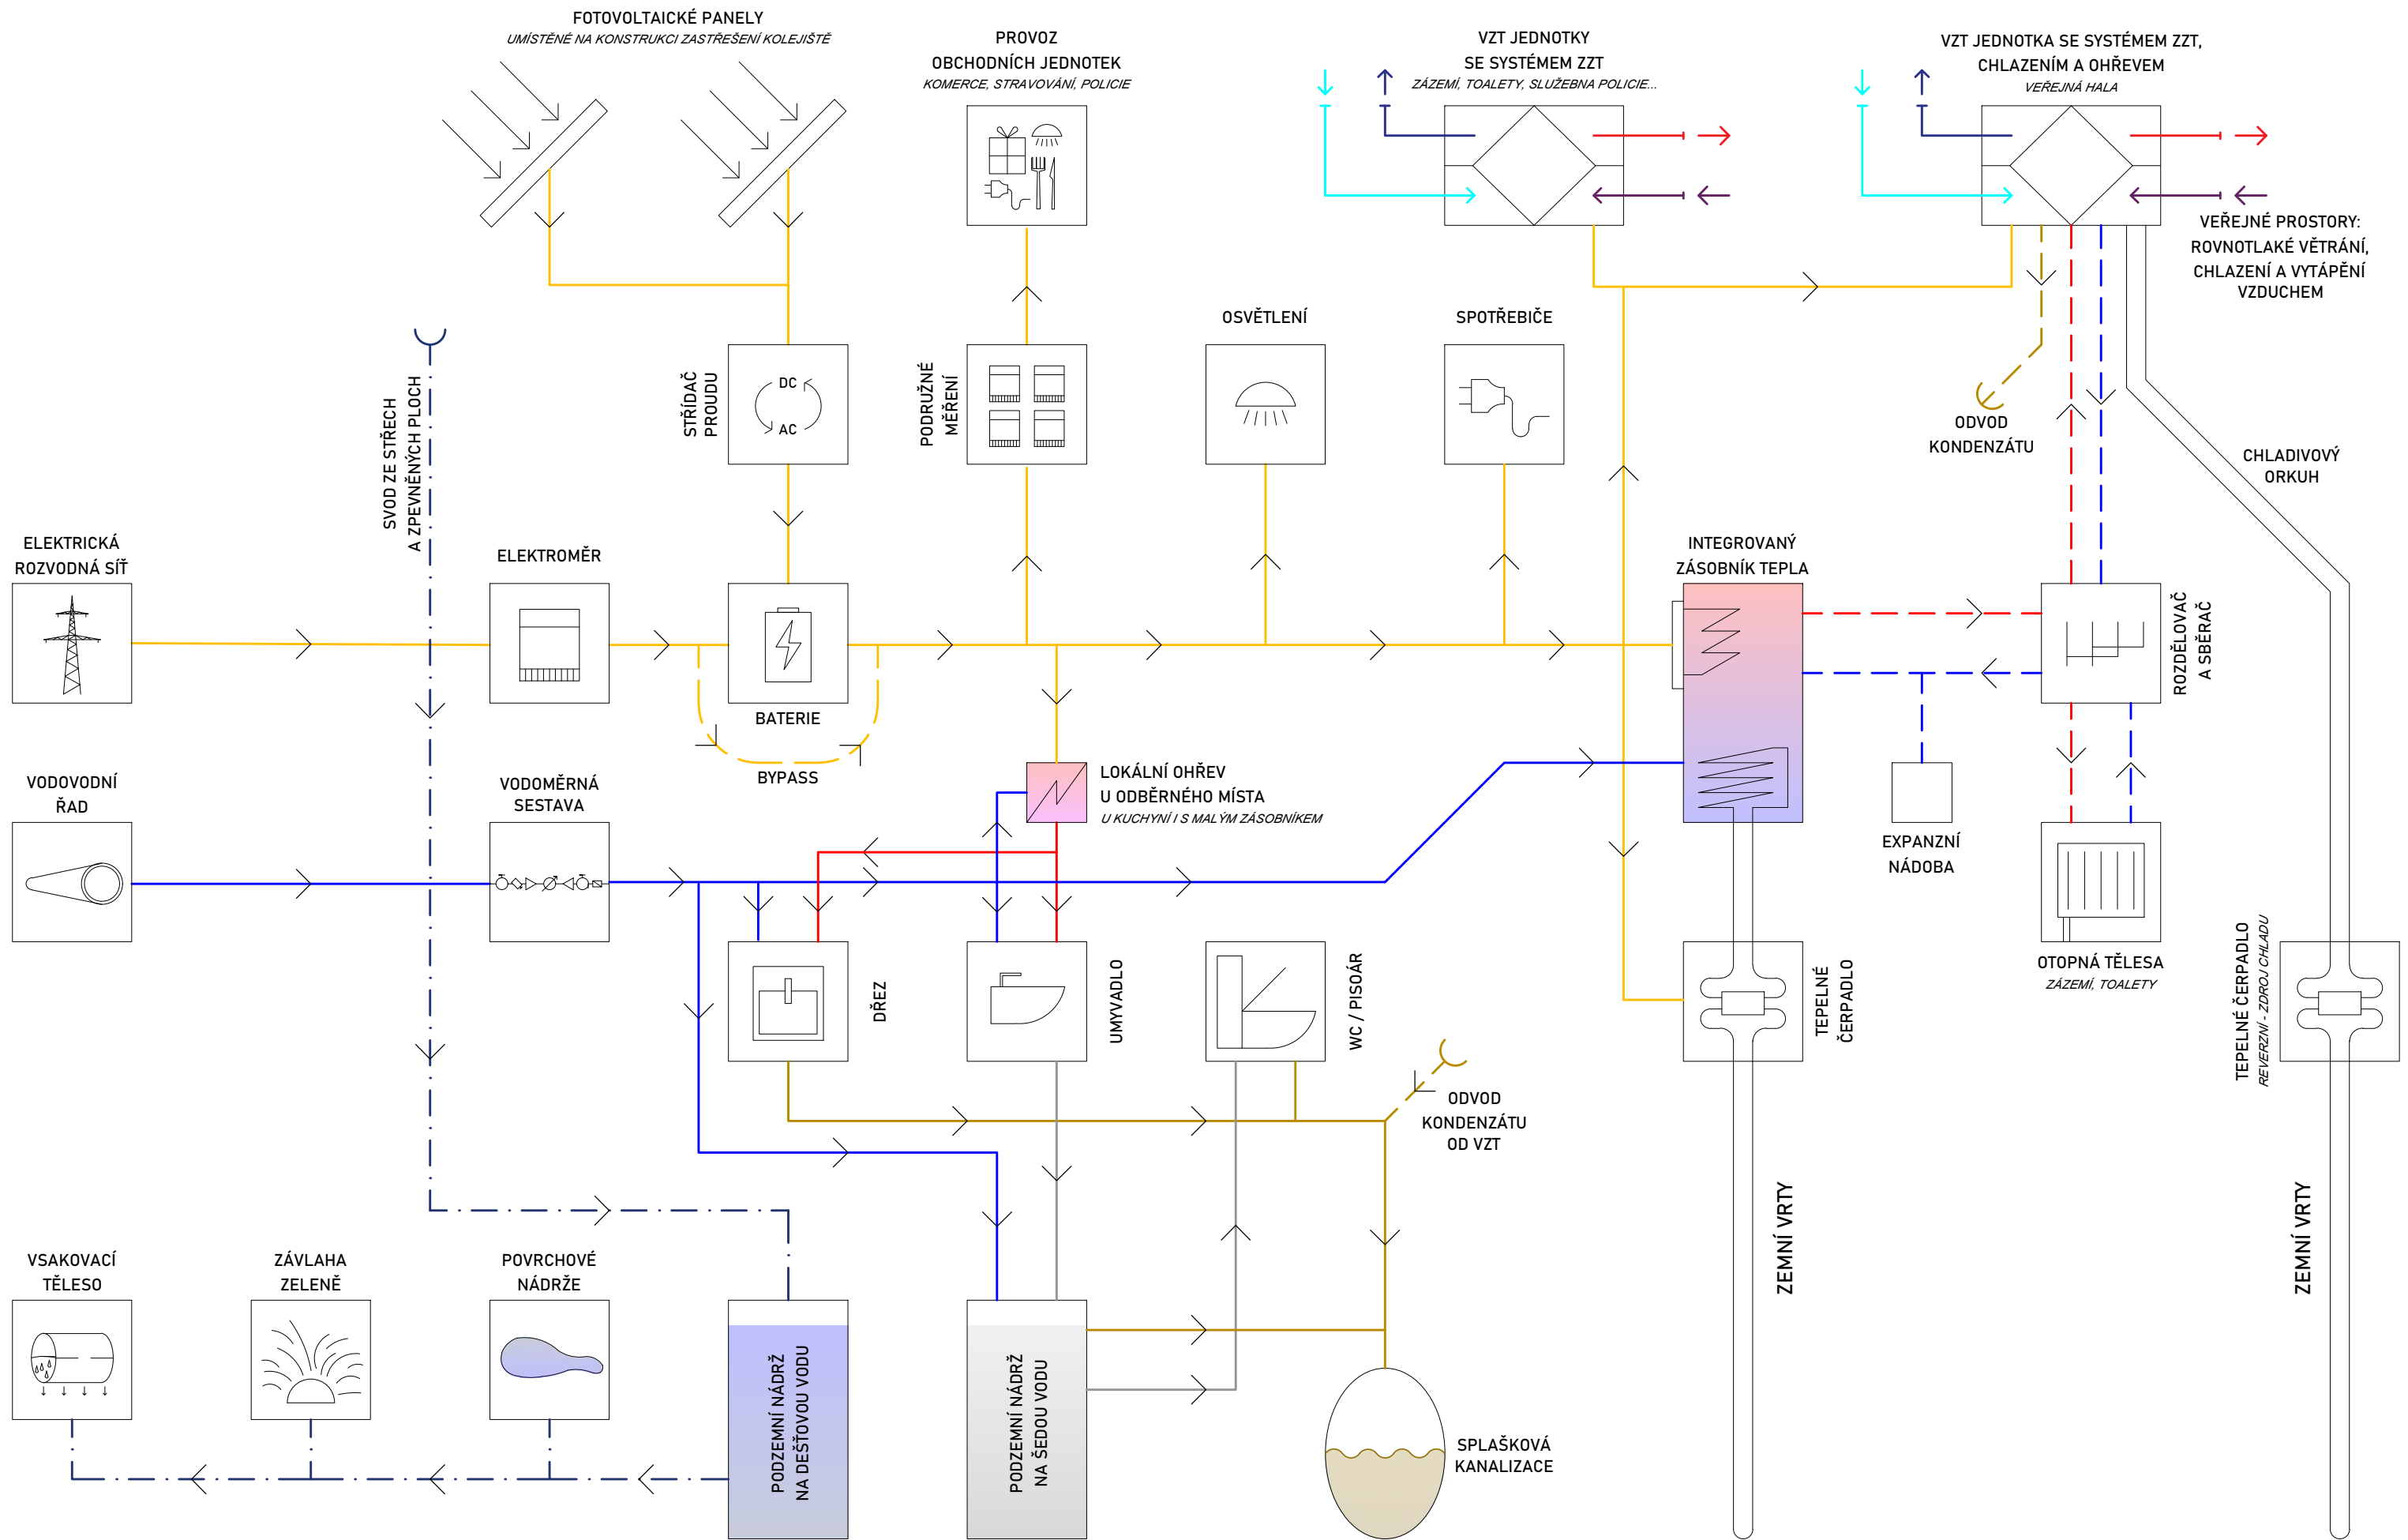 FOTOVOLTAICKÉ PANELY
UMÍSTĚNÉ NA KONSTRUKCI ZASTŘEŠENÍ KOLEJIŠTĚ
PROVOZ
OBCHODNÍCH JEDNOTEK
KOMERCE, STRAVOVÁNÍ, POLICIE
VZT JEDNOTKY
SE SYSTÉMEM ZZT
ZÁZEMÍ, TOALETY, SLUŽEBNA POLICIE...
VZT JEDNOTKA SE SYSTÉMEM ZZT,
CHLAZENÍM A OHŘEVEM
VEŘEJNÁ HALA
VEŘEJNÉ PROSTORY:
ROVNOTLAKÉ VĚTRÁNÍ,
CHLAZENÍ A VYTÁPĚNÍ
VZDUCHEM
SVOD ZE STŘECH
A ZPEVNĚNÝCH PLOCH
STŘÍDAČ
PROUDU
DC
AC
PODRUŽNÉ
MĚŘENÍ
OSVĚTLENÍ
SPOTŘEBIČE
ODVOD
KONDENZÁTU
CHLADIVOVÝ
ORKUH
ELEKTRICKÁ
ROZVODNÁ SÍŤ
ELEKTROMĚR
BATERIE
BYPASS
INTEGROVANÝ
ZÁSOBNÍK TEPLA
ROZDĚLOVAČ
A SBĚRAČ
VODOVODNÍ
ŘAD
VODOMĚRNÁ
SESTAVA
LOKÁLNÍ OHŘEV
U ODBĚRNÉHO MÍSTA
U KUCHYNÍ I S MALÝM ZÁSOBNÍKEM
EXPANZNÍ
NÁDOBA
OTOPNÁ TĚLESA
ZÁZEMÍ, TOALETY
DŘEZ
UMYVADLO
WC / PISOÁR
TEPELNÉ
ČERPADLO
TEPELNÉ ČERPADLO
REVERZNÍ - ZDROJ CHLADU
ODVOD
KONDENZÁTU
OD VZT
ZEMNÍ VRTY
ZEMNÍ VRTY
VSAKOVACÍ
TĚLESO
ZÁVLAHA
ZELENĚ
POVRCHOVÉ
NÁDRŽE
PODZEMNÍ NÁDRŽ
NA DEŠŤOVOU VODU
PODZEMNÍ NÁDRŽ
NA ŠEDOU VODU
SPLAŠKOVÁ
KANALIZACE